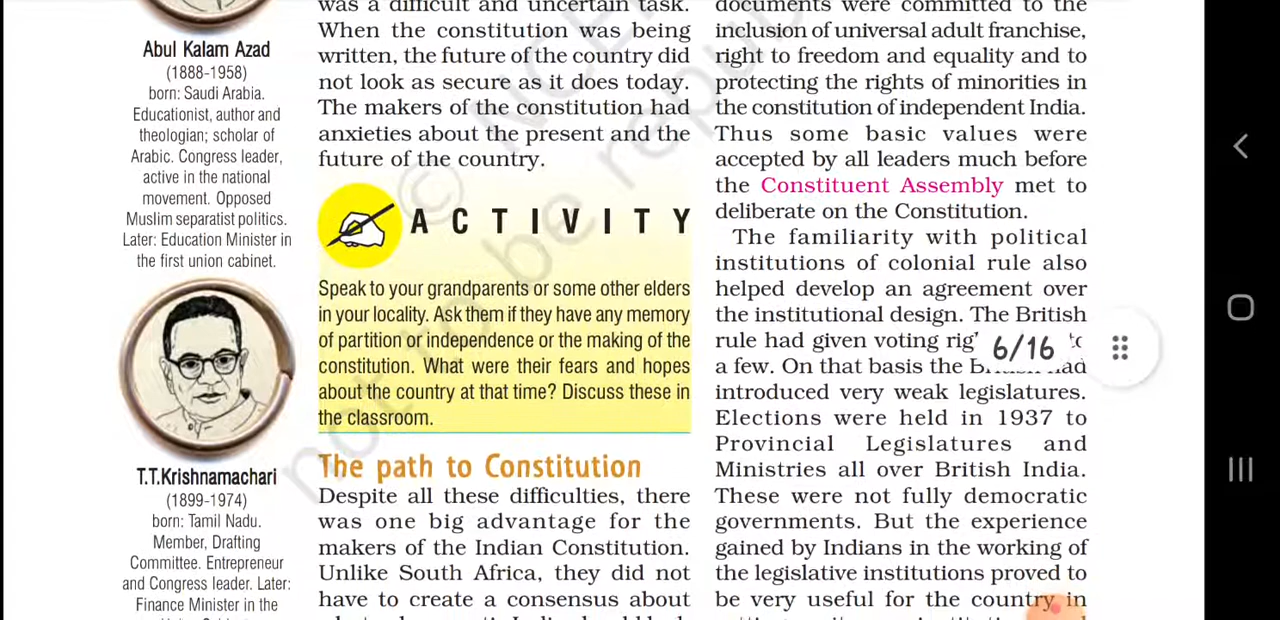 Abul Kalam Azad
(1888-1958)
born: Saudi Arabia.
Educationist, author and
theologian; scholar of
Arabic. Congress leader,
active in the national
movement. Opposed
Muslim separatist politics.
Later: Education Minister in
the first union cabinet.
T.T.Krishnamachari
(1899-1974)
born: Tamil Nadu.
Member, Drafting
Committee. Entrepreneur
and Congress leader. Later:
Finance Minister in the
was a difficult and uncertain task.
When the constitution was being
written, the future of the country did
not look as secure as it does today.
The makers of the constitution had
anxieties about the present and the
future of the country.
ACTIVITY
Speak to your grandparents or some other elders
in your locality. Ask them if they have any memory
of partition or independence or the making of the
constitution. What were their fears and hopes
about the country at that time? Discuss these in
the classroom.
The path to Constitution
Despite all these difficulties, there
was one big advantage for the
makers of the Indian Constitution.
Unlike South Africa, they did not
have to create a consensus about
documents were committed to the
inclusion of universal adult franchise,
right to freedom and equality and to
protecting the rights of minorities in
the constitution of independent India.
Thus some basic values were
accepted by all leaders much before
the Constituent Assembly met to
deliberate on the Constitution.
The familiarity with political
institutions of colonial rule also
helped develop an agreement over
the institutional design. The British
rule had given voting
a few. On that basis the
introduced very weak legislatures.
Elections were held in 1937 to
Provincial Legislatures and
Ministries all over British India.
These were not fully democratic
governments. But the experience
gained by Indians in the working of
the legislative institutions proved to
be very useful for the country in
6/16
© NCE
not to be repu